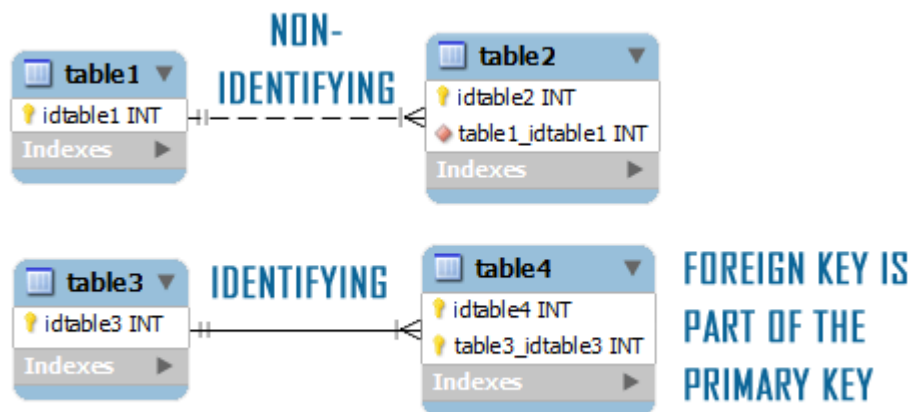 NON-
IDENTIFYING
table1
idtable1 INT
Indexes
table2
idtable2 INT
table1_idtable1 INT
Indexes
IDENTIFYING
table3
idtable3 INT
Indexes
table4
idtable4 INT
table3_idtable3 INT
Indexes
FOREIGN KEY IS
PART OF THE
PRIMARY KEY